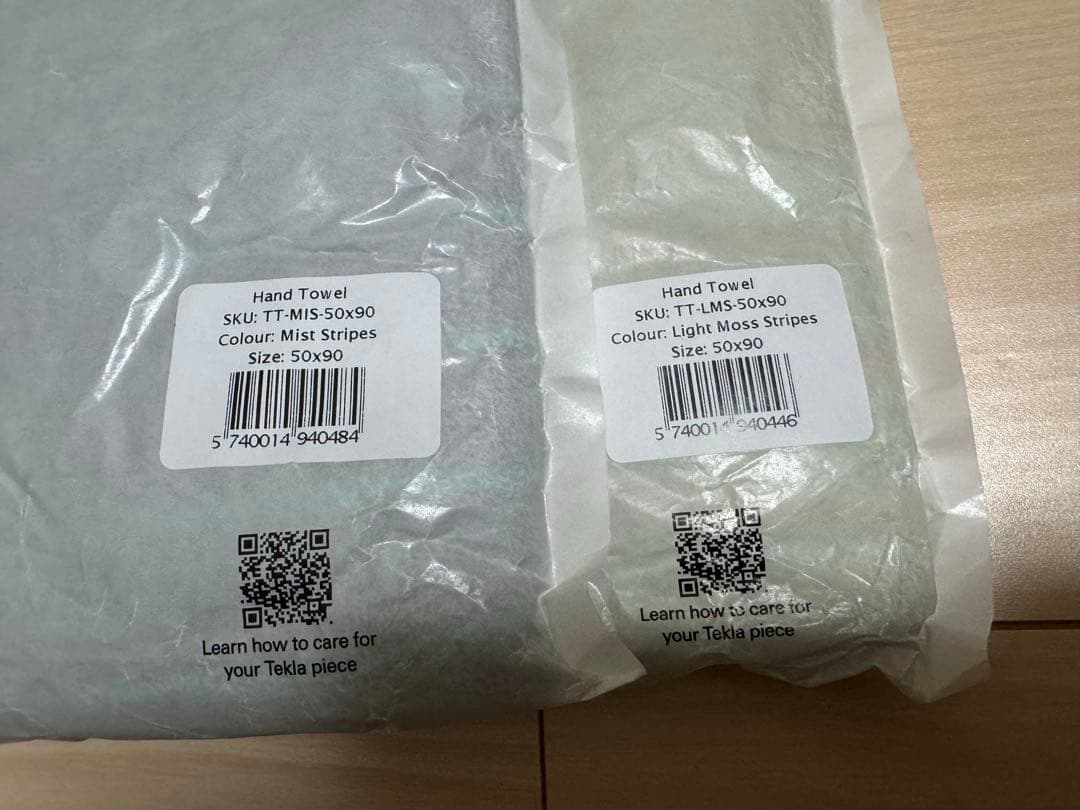 Hand Towel
SKU: TT-MIS-50x90
Colour: Mist Stripes
Size: 50x90
5 740014 940484
Learn how to care for
your Tekla piece
Hand Towel
SKU: TT-LMS-50x90
Colour: Light Moss Stripes
Size: 50x90
5 740014 940446
Learn how to care for
your Tekla piece